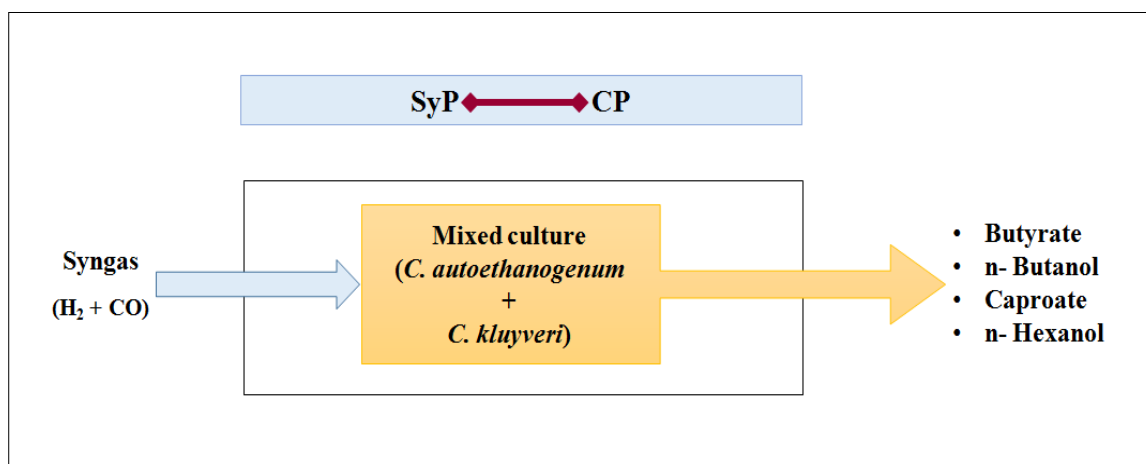 SyP CP
Syngas
(H₂ + CO)
Mixed culture
(C. autoethanogenum
+
C. kluyveri)
• Butyrate
• n- Butanol
• Caproate
• n- Hexanol